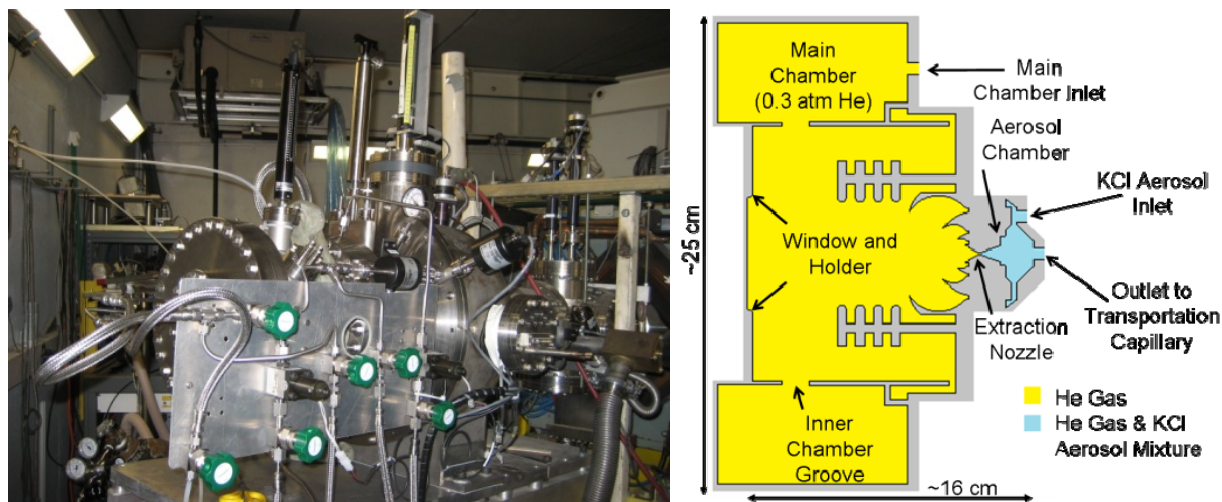 Main
Chamber
(0.3 atm He)
Main
Chamber Inlet
Aerosol
Chamber
KCl Aerosol
Inlet
~25 cm
Window and
Holder
Outlet to
Transportation
Capillary
Extraction
Nozzle
He Gas
He Gas & KCl
Aerosol Mixture
Inner
Chamber
Groove
~16 cm